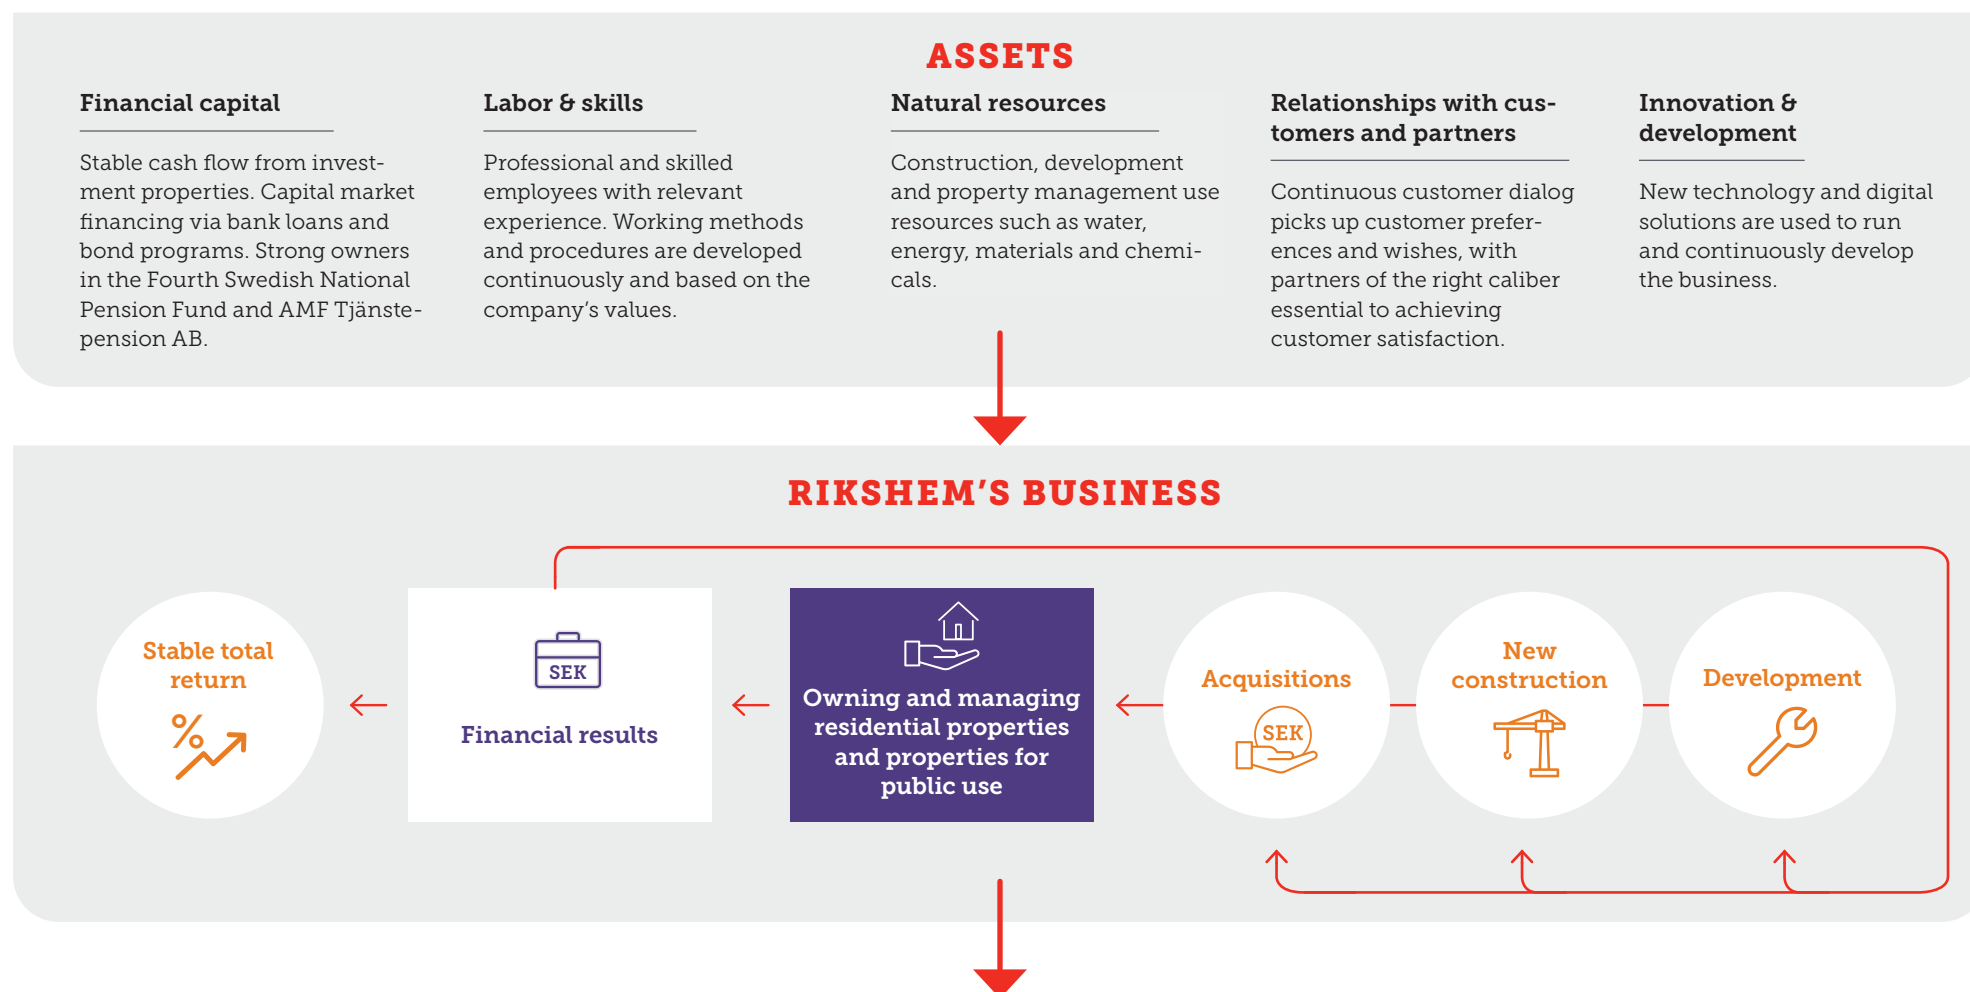 ASSETS
Financial capital
Stable cash flow from invest-
ment properties. Capital market
financing via bank loans and
bond programs. Strong owners
in the Fourth Swedish National
Pension Fund and AMF Tjänste-
pension AB.
Labor & skills
Professional and skilled
employees with relevant
experience. Working methods
and procedures are developed
continuously and based on the
company's values.
Natural resources
Construction, development
and property management use
resources such as water,
energy, materials and chemi-
cals.
Relationships with cus-
tomers and partners
Continuous customer dialog
picks up customer prefer-
ences and wishes, with
partners of the right caliber
essential to achieving
customer satisfaction.
Innovation &
development
New technology and digital
solutions are used to run
and continuously develop
the business.
RIKSHEM'S BUSINESS
Stable total
return
%
SEK
Financial results
Owning and managing
residential properties
and properties for
public use
Acquisitions
SEK
New
construction
Development